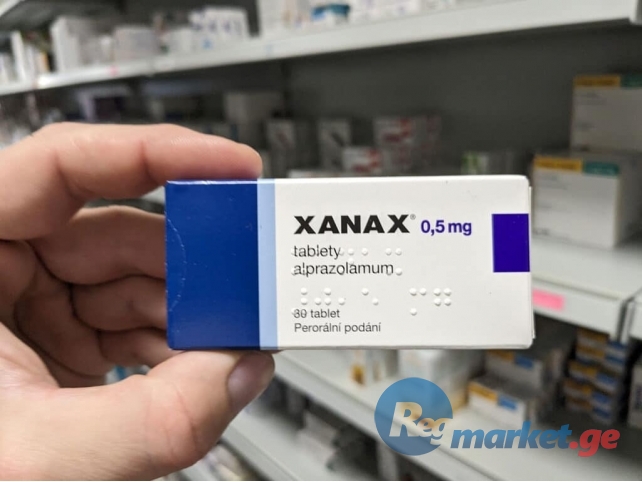 XANAX® 0,5 mg
tablety
alprazolamum
30 tablet
Perorální podání
Regmarket.ge